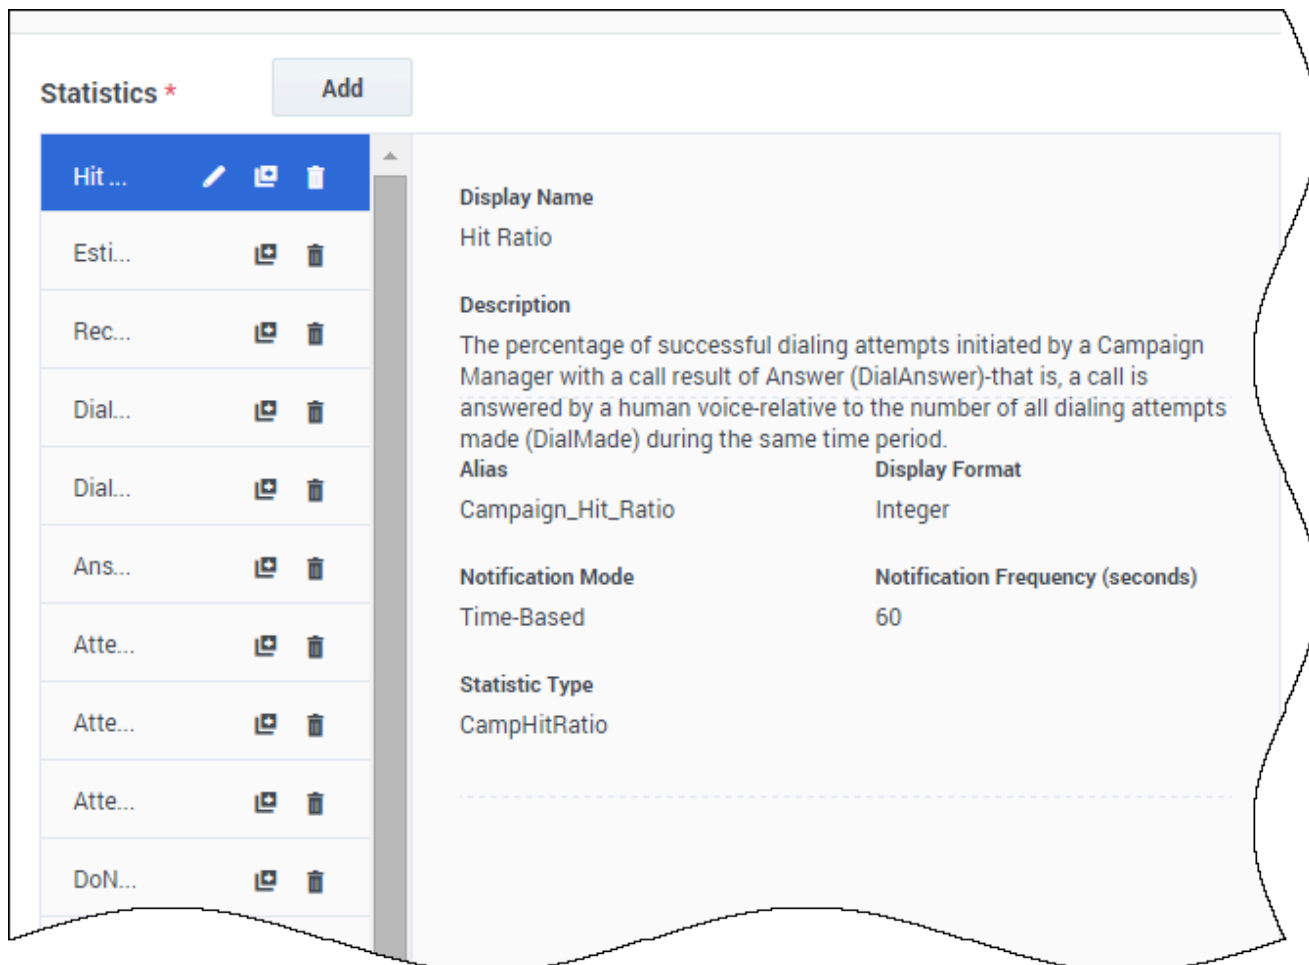 Statistics *
Add
Hit ...
Esti...
Rec...
Dial...
Dial...
Ans...
Atte...
Atte...
Atte...
DoN...
Display Name
Hit Ratio
Description
The percentage of successful dialing attempts initiated by a Campaign
Manager with a call result of Answer (DialAnswer)-that is, a call is
answered by a human voice-relative to the number of all dialing attempts
made (DialMade) during the same time period.
Alias
Campaign_Hit_Ratio
Display Format
Integer
Notification Mode
Time-Based
Notification Frequency (seconds)
60
Statistic Type
CampHitRatio